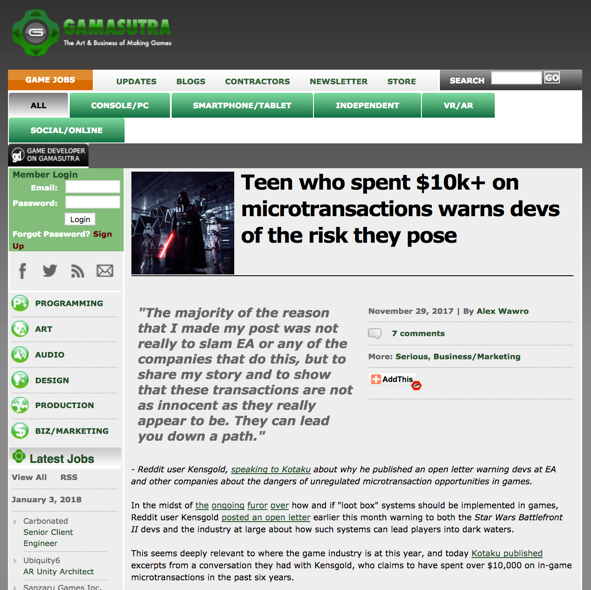 GAMASUTRA
The Art & Business of Making Games
GAME JOBS
UPDATES
BLOGS
CONTRACTORS
NEWSLETTER
STORE
SEARCH
GO
ALL
CONSOLE/PC
SMARTPHONE/TABLET
INDEPENDENT
VR/AR
SOCIAL/ONLINE
gd
GAME DEVELOPER
ON GAMASUTRA
Member Login
Email:
Password:
Login
Forgot Password? Sign
Up
PROGRAMMING
ART
AUDIO
DESIGN
PRODUCTION
BIZ/MARKETING
Latest Jobs
View All RSS
January 3, 2018
Carbonated
Senior Client
Engineer
Ubiquity6
AR Unity Architect
Sanzaru Games Inc.
Teen who spent $10k+ on
microtransactions warns devs
of the risk they pose
"The majority of the reason
that I made my post was not
really to slam EA or any of the
companies that do this, but to
share my story and to show
that these transactions are not
as innocent as they really
appear to be. They can lead
you down a path."
November 29, 2017 | By Alex Wawro
7 comments
More: Serious, Business/Marketing
AddThis
- Reddit user Kensgold, speaking to Kotaku about why he published an open letter warning devs at EA
and other companies about the dangers of unregulated microtransaction opportunities in games.
In the midst of the ongoing furor over how and if "loot box" systems should be implemented in games,
Reddit user Kensgold posted an open letter earlier this month warning to both the Star Wars Battlefront
II devs and the industry at large about how such systems can lead players into dark waters.
This seems deeply relevant to where the game industry is at this year, and today Kotaku published
excerpts from a conversation they had with Kensgold, who claims to have spent over $10,000 on in-game
microtransactions in the past six years.